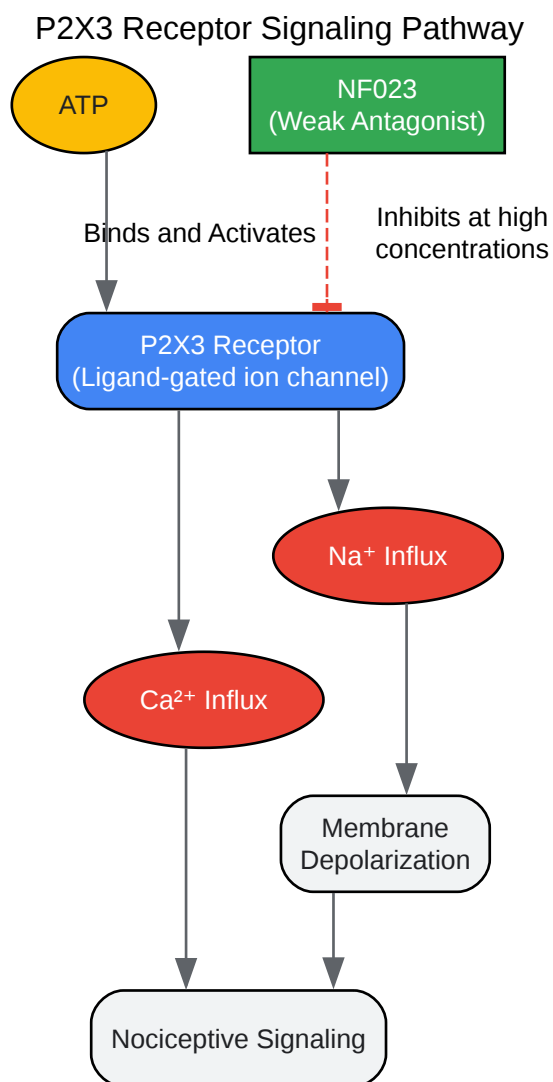 P2X3 Receptor Signaling Pathway
ATP
NF023
(Weak Antagonist)
Binds and Activates
Inhibits at high
concentrations
P2X3 Receptor
(Ligand-gated ion channel)
Na⁺ Influx
Ca²⁺ Influx
Membrane
Depolarization
Nociceptive Signaling